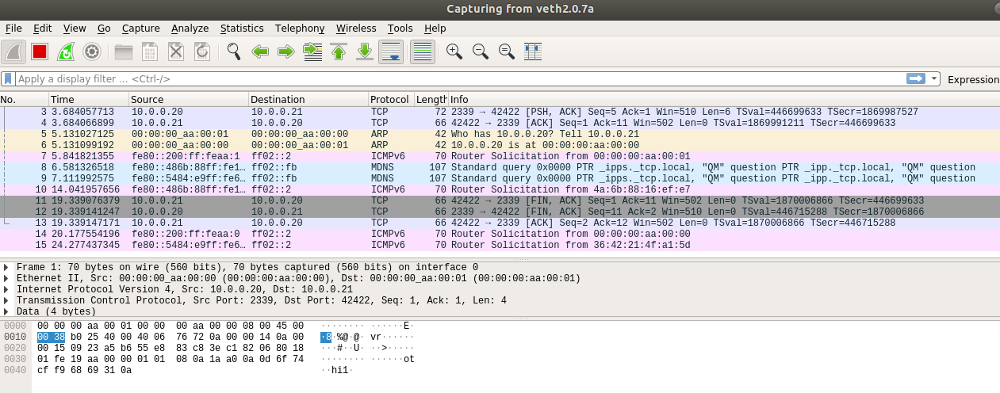 Capturing from veth2.0.7a
File Edit View Go Capture Analyze Statistics Telephony Wireless Tools Help
Apply a display filter … <Ctrl-/> Expression
No. Time Source Destination Protocol Length Info
3 3.684057713 10.0.0.20 10.0.0.21 TCP 72 2339 → 42422 [PSH, ACK] Seq=5 Ack=1 Win=510 Len=6 TSval=446699633 TSecr=1869987527
4 3.684066899 10.0.0.21 10.0.0.20 TCP 66 42422 → 2339 [ACK] Seq=1 Ack=11 Win=502 Len=0 TSval=1869991211 TSecr=446699633
5 5.131027125 00:00:00_aa:00:01 00:00:00_aa:00:00 ARP 42 Who has 10.0.0.20? Tell 10.0.0.21
6 5.131099192 00:00:00_aa:00:00 00:00:00_aa:00:01 ARP 42 10.0.0.20 is at 00:00:00:aa:00:00
7 5.841821355 fe80::200:ff:feaa:1 ff02::2 ICMPv6 70 Router Solicitation from 00:00:00:aa:00:01
8 6.581326518 fe80::486b:88ff:fe1… ff02::fb MDNS 107 Standard query 0x0000 PTR _ipps._tcp.local, "QM" question PTR _ipp._tcp.local, "QM" question
9 7.111992575 fe80::5484:e9ff:fe6… ff02::fb MDNS 107 Standard query 0x0000 PTR _ipps._tcp.local, "QM" question PTR _ipp._tcp.local, "QM" question
10 14.041957656 fe80::486b:88ff:fe1… ff02::2 ICMPv6 70 Router Solicitation from 4a:6b:88:16:ef:e7
11 19.339076379 10.0.0.21 10.0.0.20 TCP 66 42422 → 2339 [FIN, ACK] Seq=1 Ack=11 Win=502 Len=0 TSval=1870006866 TSecr=446699633
12 19.339141247 10.0.0.20 10.0.0.21 TCP 66 2339 → 42422 [FIN, ACK] Seq=11 Ack=2 Win=510 Len=0 TSval=446715288 TSecr=1870006866
13 19.339147171 10.0.0.21 10.0.0.20 TCP 66 42422 → 2339 [ACK] Seq=2 Ack=12 Win=502 Len=0 TSval=1870006866 TSecr=446715288
14 20.177554196 fe80::200:ff:feaa:0 ff02::2 ICMPv6 70 Router Solicitation from 00:00:00:aa:00:00
15 24.277437345 fe80::5484:e9ff:fe6… ff02::2 ICMPv6 70 Router Solicitation from 36:42:21:4f:a1:5d
Frame 1: 70 bytes on wire (560 bits), 70 bytes captured (560 bits) on interface 0
Ethernet II, Src: 00:00:00_aa:00:00 (00:00:00:aa:00:00), Dst: 00:00:00_aa:00:01 (00:00:00:aa:00:01)
Internet Protocol Version 4, Src: 10.0.0.20, Dst: 10.0.0.21
Transmission Control Protocol, Src Port: 2339, Dst Port: 42422, Seq: 1, Ack: 1, Len: 4
Data (4 bytes)
0000 00 00 00 aa 00 01 00 00 00 aa 00 00 08 00 45 00 ········ ······E·
0010 00 38 b0 25 40 00 40 06 76 72 0a 00 00 14 0a 00 ·8·%@·@· vr······
0020 00 15 09 23 a5 b6 55 e8 83 c8 3e c1 82 06 80 18 ···#··U· ··>·····
0030 01 fe 19 aa 00 00 01 01 08 0a 1a a0 0a 0d 6f 74 ········ ······ot
0040 cf f9 68 69 31 0a ··hi1·